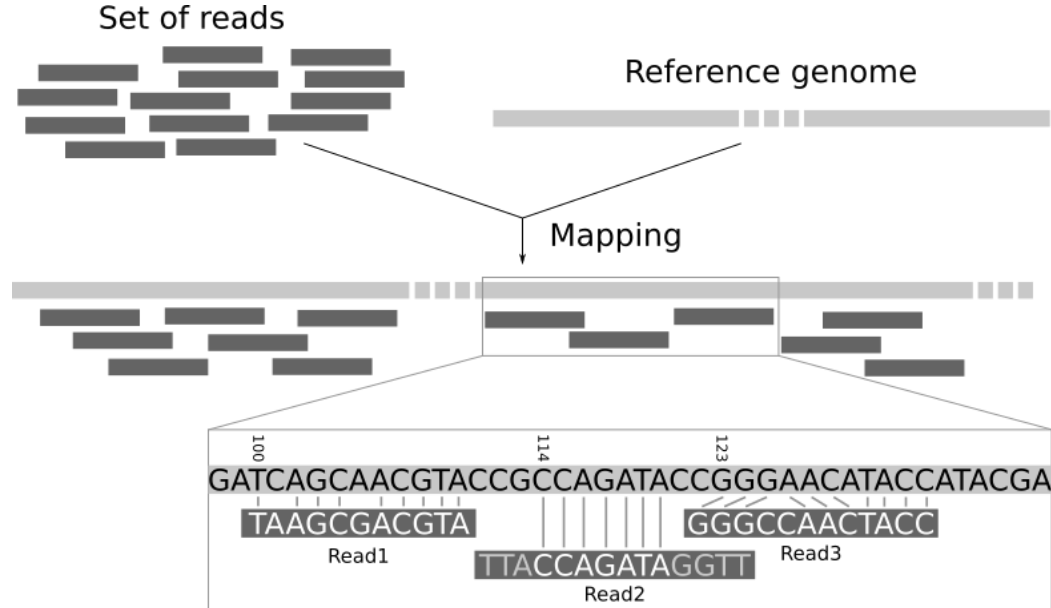 Set of reads
Reference genome
Mapping
100 114 123
GATCAGCAACGTACCGCCAGATACCGGGAACATACCATACGA
TAAGCGACGTA GGGCCAACTACC
Read1 Read3
TTACCAGATAGGTT
Read2